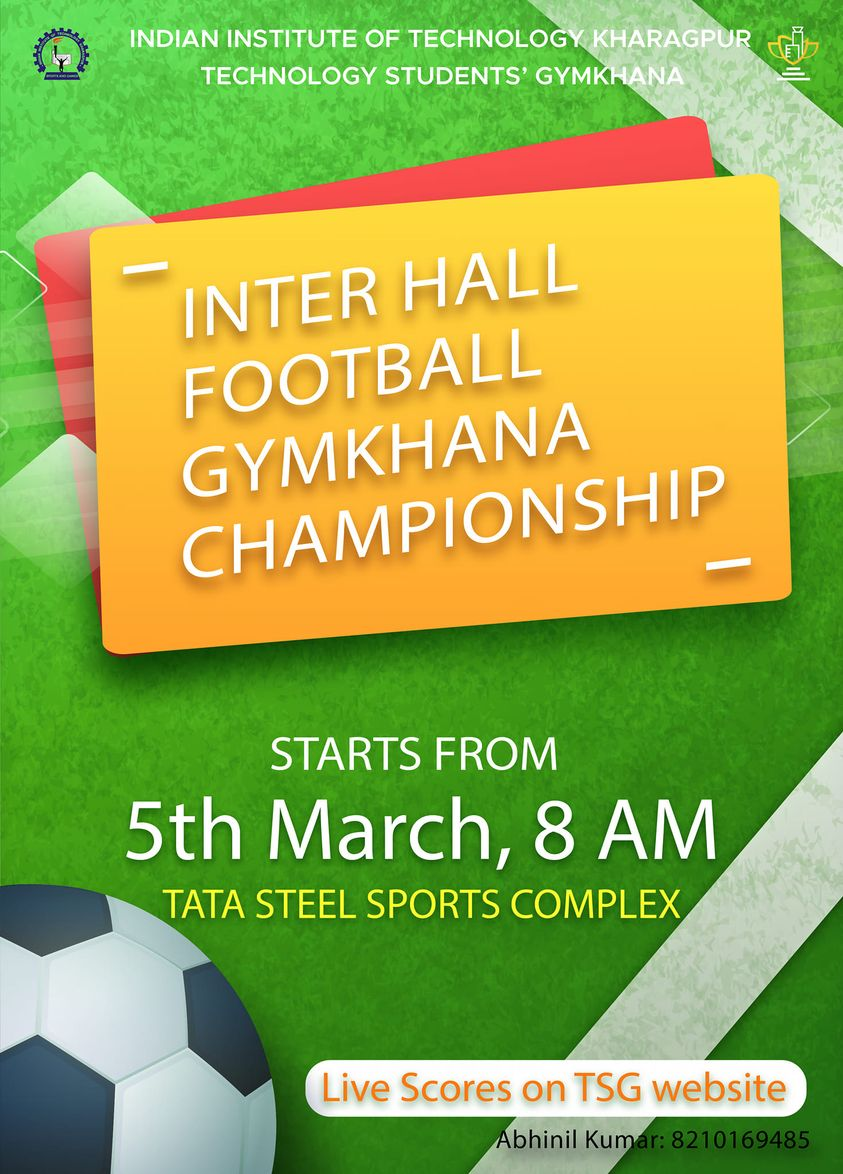 INDIAN INSTITUTE OF TECHNOLOGY KHARAGPUR
TECHNOLOGY STUDENTS' GYMKHANA
INTER HALL
FOOTBALL
GYMKHANA
CHAMPIONSHIP
STARTS FROM
5th March, 8 AM
TATA STEEL SPORTS COMPLEX
Live Scores on TSG website
Abhinil Kumar: 8210169485